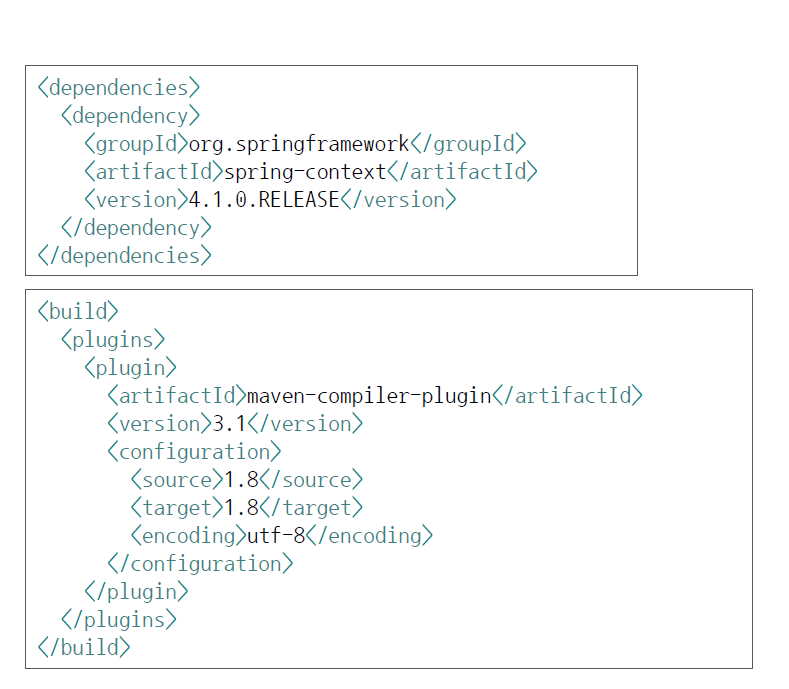 <dependencies>
<dependency>
<groupId>org.springframework</groupId>
<artifactId>spring-context</artifactId>
<version>4.1.0.RELEASE</version>
</dependency>
</dependencies>
<build>
<plugins>
<plugin>
<artifactId>maven-compiler-plugin</artifactId>
<version>3.1</version>
<configuration>
<source>1.8</source>
<target>1.8</target>
<encoding>utf-8</encoding>
</configuration>
</plugin>
</plugins>
</build>